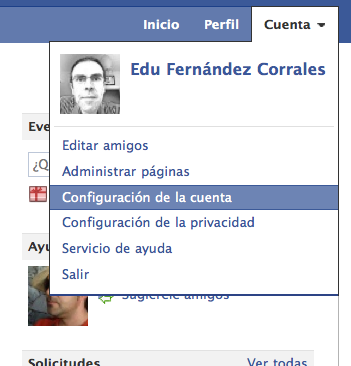 Inicio Perfil Cuenta
Edu Fernández Corrales
Editar amigos
Administrar páginas
Configuración de la cuenta
Configuración de la privacidad
Servicio de ayuda
Salir
Eve
¿Q
Ayu
Sugiérele amigos
Solicitudes Ver todas